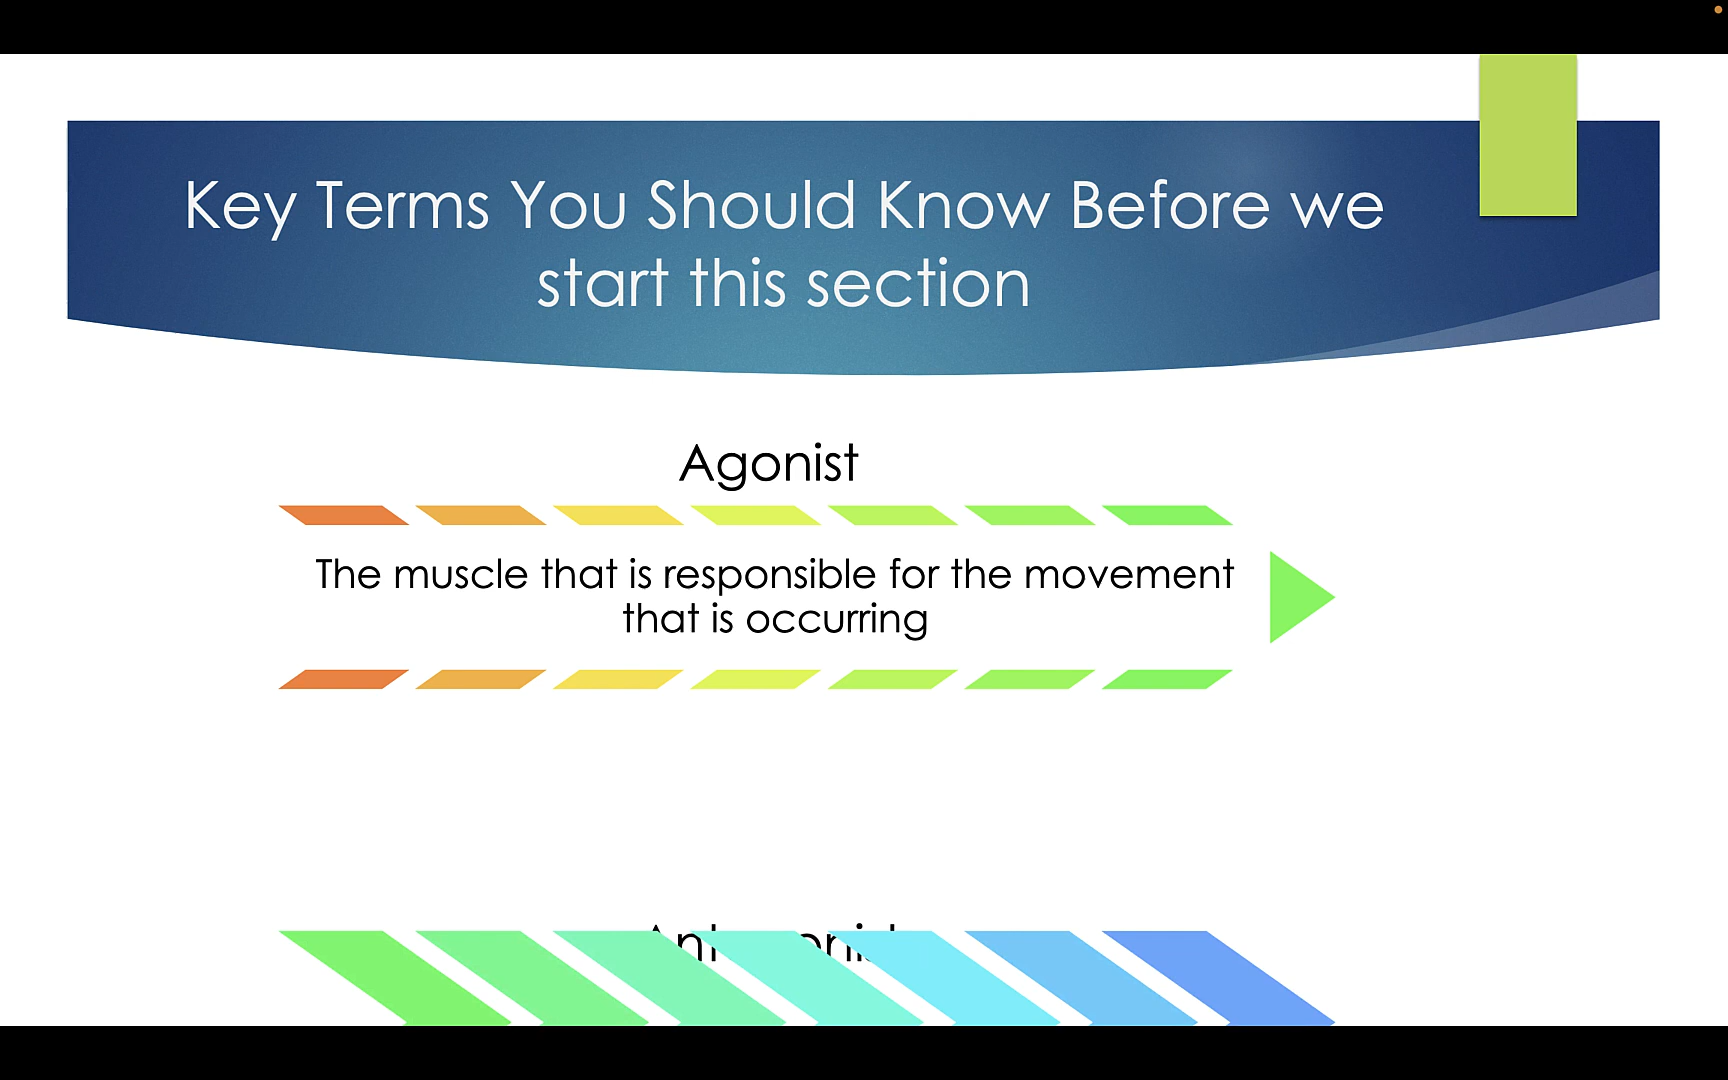 Key Terms You Should Know Before we
start this section
Agonist
The muscle that is responsible for the movement
that is occurring